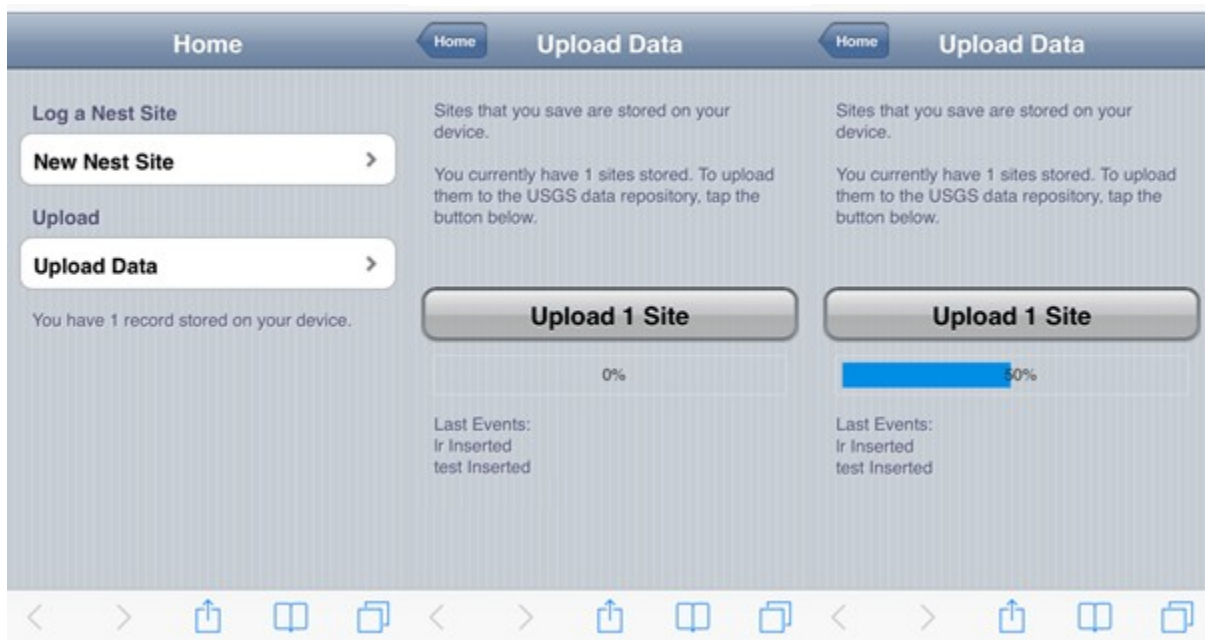 Home
Log a Nest Site
New Nest Site
Upload
Upload Data
You have 1 record stored on your device.
Home
Upload Data
Sites that you save are stored on your
device.
You currently have 1 sites stored. To upload
them to the USGS data repository, tap the
button below.
Upload 1 Site
0%
Last Events:
lr Inserted
test Inserted
Home
Upload Data
Sites that you save are stored on your
device.
You currently have 1 sites stored. To upload
them to the USGS data repository, tap the
button below.
Upload 1 Site
50%
Last Events:
lr Inserted
test Inserted